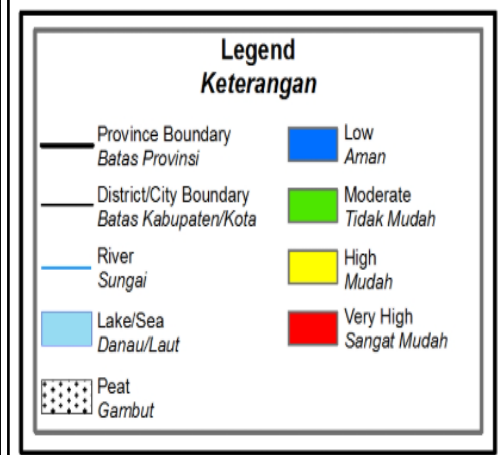 Legend
Keterangan
Province Boundary
Batas Provinsi
District/City Boundary
Batas Kabupaten/Kota
River
Sungai
Lake/Sea
Danau/Laut
Peat
Gambut
Low
Aman
Moderate
Tidak Mudah
High
Mudah
Very High
Sangat Mudah